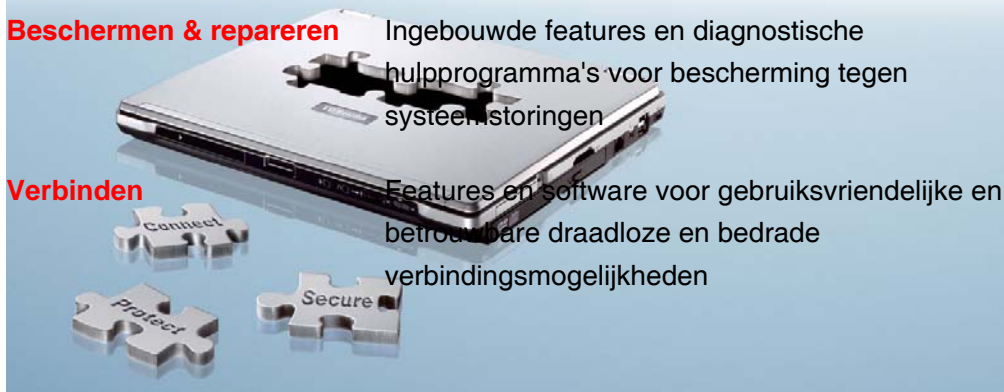 Beschermen & repareren Ingebouwde features en diagnostische
hulpprogramma's voor bescherming tegen
systeemstoringen
TOSHIBA
Verbinden Features en software voor gebruiksvriendelijke en
betrouwbare draadloze en bedrade
verbindingsmogelijkheden
Connect
Secure
Protect